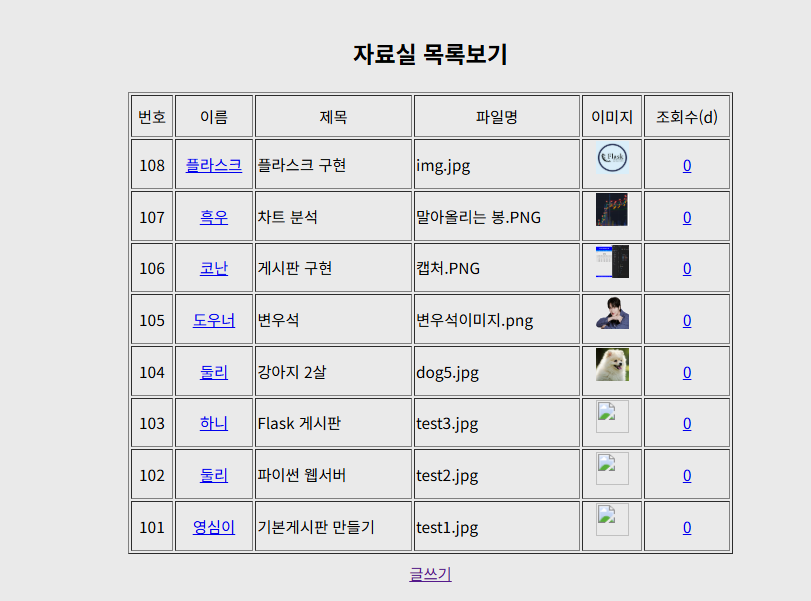 자료실 목록보기
번호 이름 제목 파일명 이미지 조회수(d)
108 플라스크 플라스크 구현 img.jpg Flask 0
107 흑우 차트 분석 말아올리는 봉.PNG 0
106 코난 게시판 구현 캡처.PNG 0
105 도우너 변우석 변우석이미지.png 0
104 둘리 강아지 2살 dog5.jpg 0
103 하니 Flask 게시판 test3.jpg 0
102 둘리 파이썬 웹서버 test2.jpg 0
101 영심이 기본게시판 만들기 test1.jpg 0
글쓰기